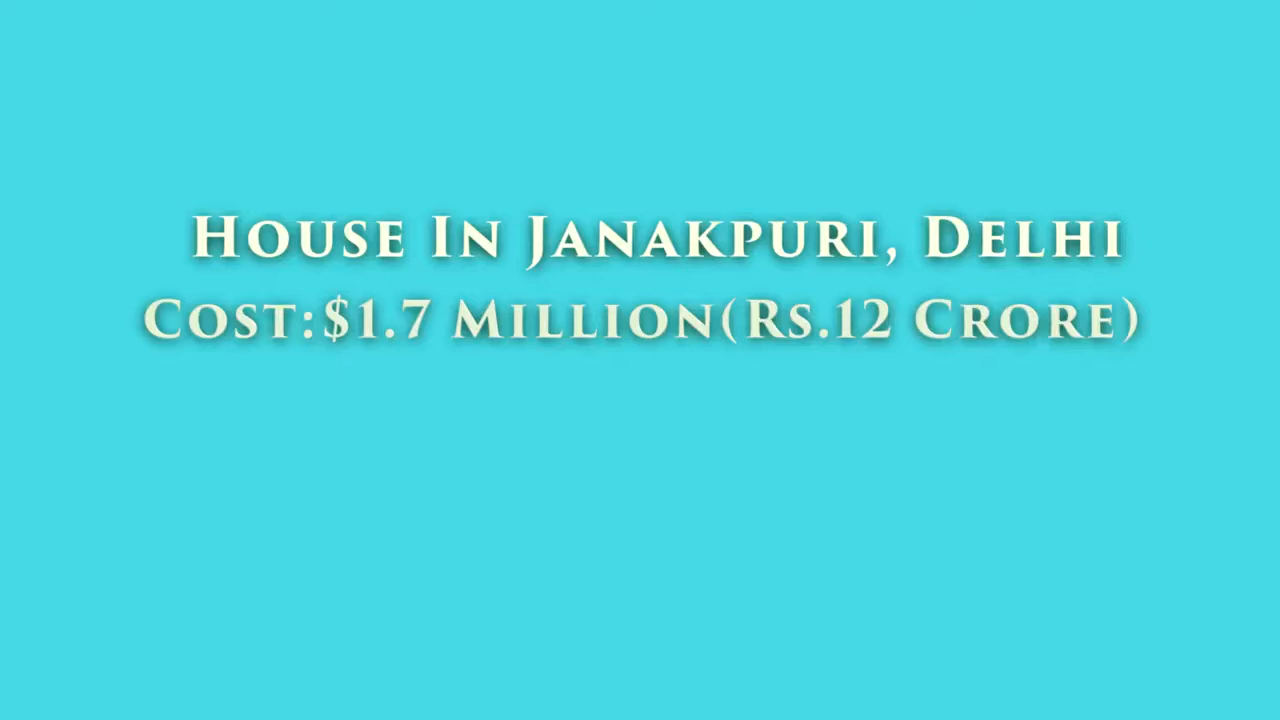 House In Janakpuri, Delhi
Cost:$1.7 Million(Rs.12 Crore)